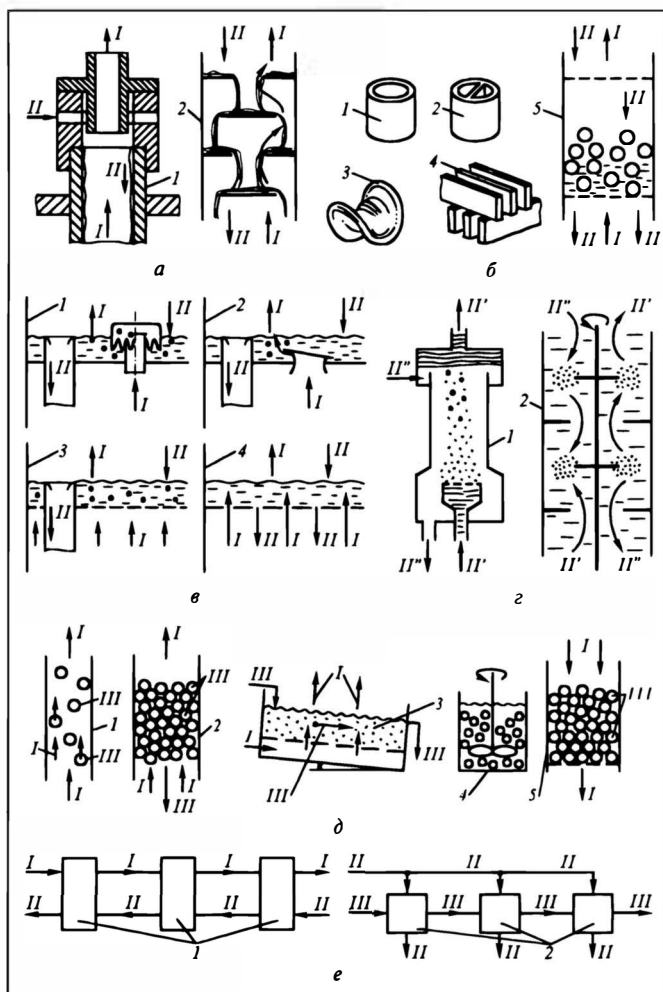 I II I II I
II 2 1 2 5 II
II 1 3 4
I II I II I II
а б
1 I II 2 I II II' II" II'
II II II"
I I 1 2
3 I II 4 I II
II
I I I I II I II I II" II' II' II"
в г
I III I I I
III 3 III
I 1 2 I
III I I III III 4 5
III I
д
I I I I II II II
II II II II III III III III
1 II II 2 II
е